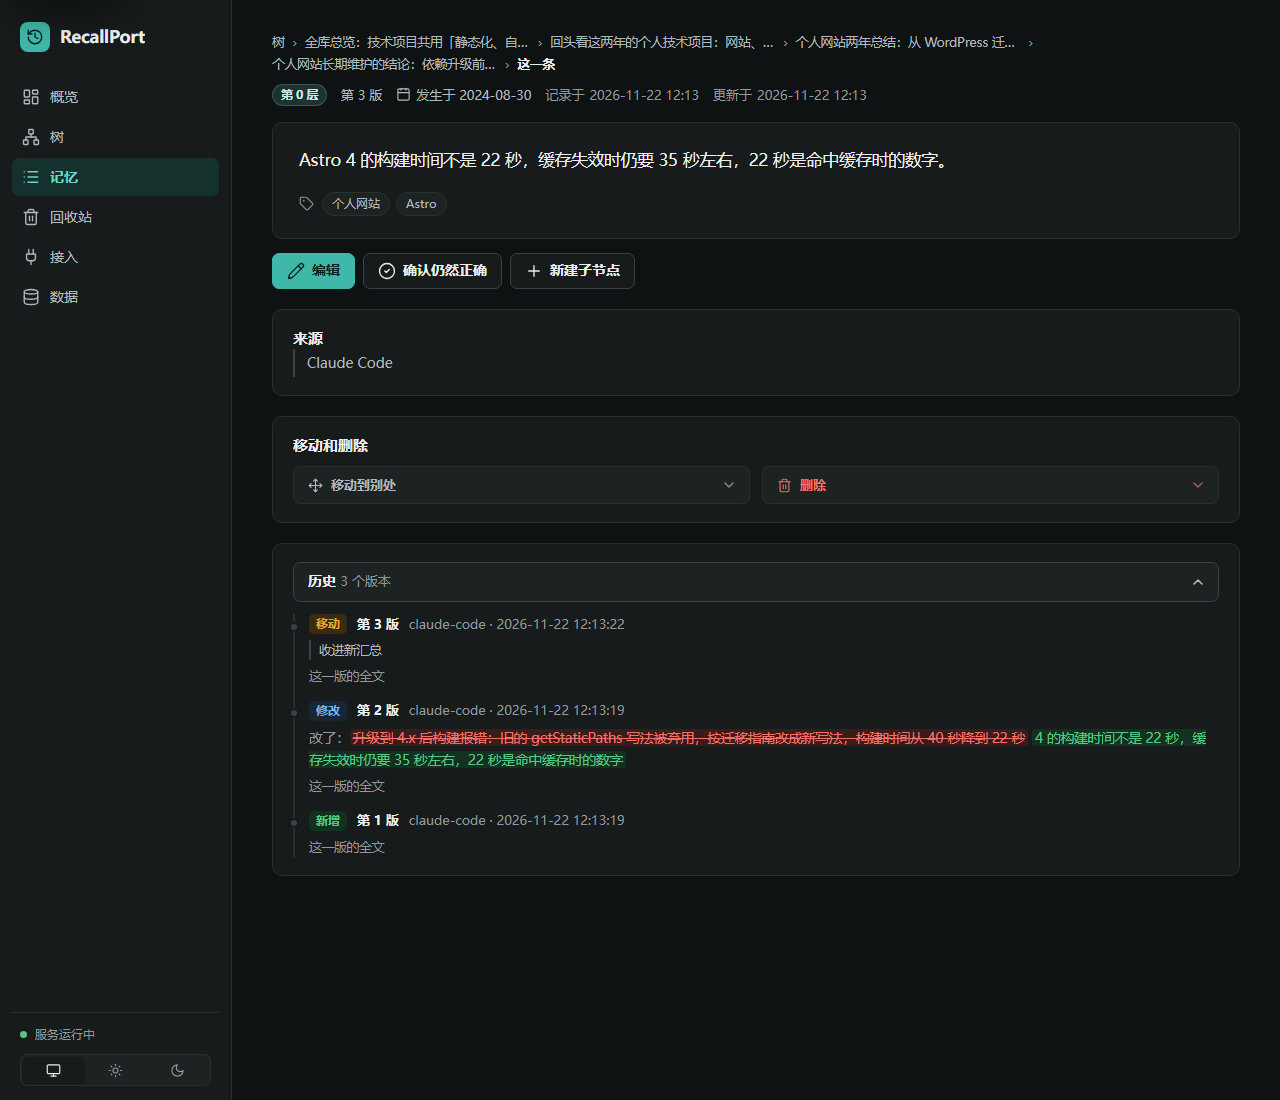 RecallPort
概览
树
记忆
回收站
接入
数据
服务运行中
树 › 全库总览：技术项目共用「静态化、自... › 回头看这两年的个人技术项目：网站、... › 个人网站两年总结：从 WordPress 迁... ›
个人网站长期维护的结论：依赖升级前... › 这一条
第 0 层 第 3 版 发生于 2024-08-30 记录于 2026-11-22 12:13 更新于 2026-11-22 12:13
Astro 4 的构建时间不是 22 秒，缓存失效时仍要 35 秒左右，22 秒是命中缓存时的数字。
个人网站 Astro
编辑 确认仍然正确 新建子节点
来源
Claude Code
移动和删除
移动到别处 删除
历史 3 个版本
移动 第 3 版 claude-code · 2026-11-22 12:13:22
收进新汇总
这一版的全文
修改 第 2 版 claude-code · 2026-11-22 12:13:19
改了： 升级到 4.x 后构建报错：旧的 getStaticPaths 写法被弃用，按迁移指南改成新写法，构建时间从 40 秒降到 22 秒 4 的构建时间不是 22 秒，缓
存失效时仍要 35 秒左右，22 秒是命中缓存时的数字
这一版的全文
新增 第 1 版 claude-code · 2026-11-22 12:13:19
这一版的全文